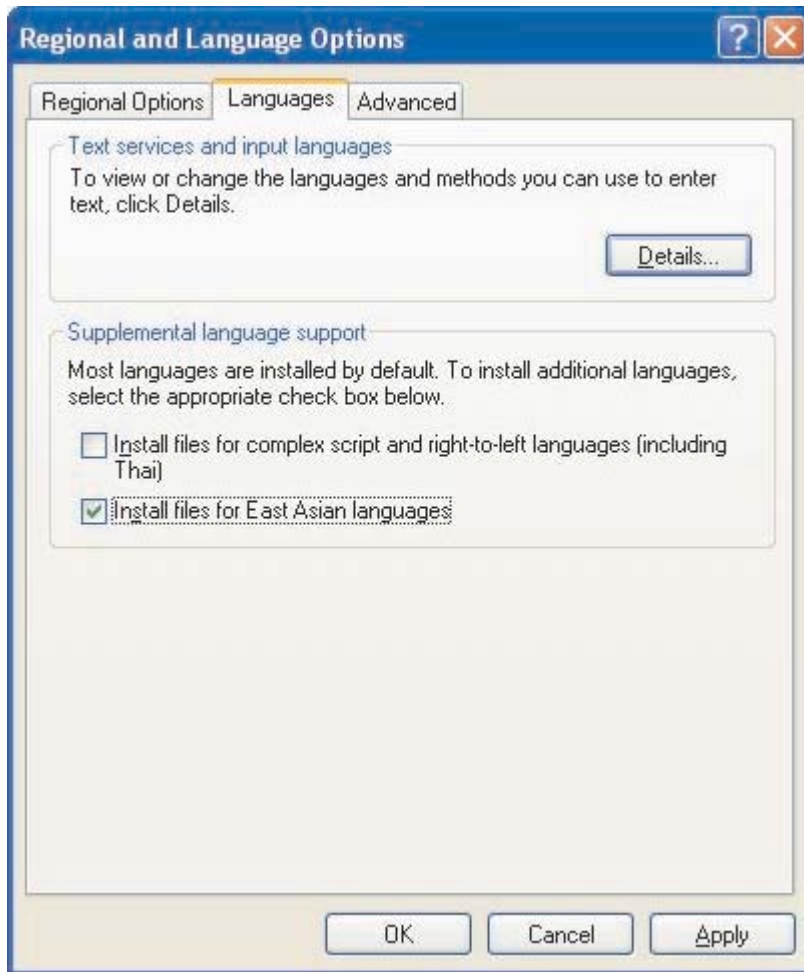 Regional and Language Options
Regional Options Languages Advanced
Text services and input languages
To view or change the languages and methods you can use to enter
text, click Details.
Details...
Supplemental language support
Most languages are installed by default. To install additional languages,
select the appropriate check box below.
Install files for complex script and right-to-left languages (including
Thai)
Install files for East Asian languages
OK Cancel Apply